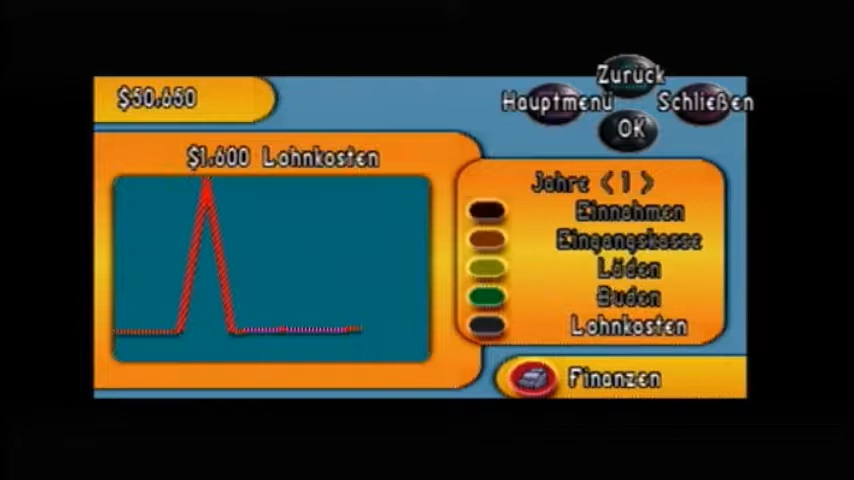 $50.650
Zurück
Hauptmenü
Schließen
OK
$1.600 Lohnkosten
Jahre < 1 >
Einnahmen
Eingangskasse
Läden
Buden
Lohnkosten
Finanzen